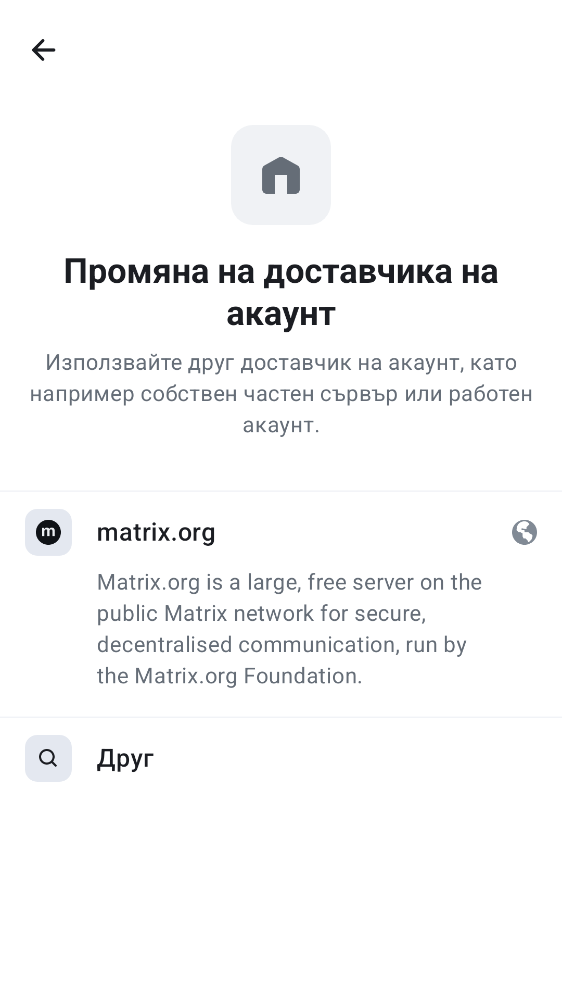 Промяна на доставчика на
акаунт
Използвайте друг доставчик на акаунт, като
например собствен частен сървър или работен
акаунт.
m
matrix.org
Matrix.org is a large, free server on the
public Matrix network for secure,
decentralised communication, run by
the Matrix.org Foundation.
Друг